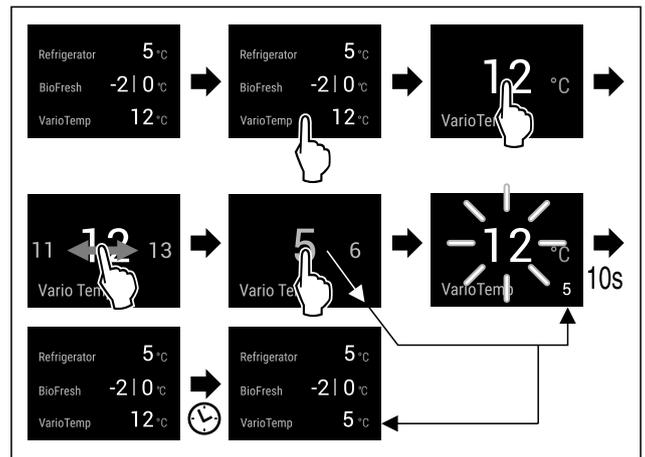 Refrigerator 5 °C
BioFresh -2 | 0 °C
VarioTemp 12 °C
Refrigerator 5 °C
BioFresh -2 | 0 °C
VarioTemp 12 °C
12 °C
VarioTem
11 12 13
Vario Tem
5 6
Vario Te
12 °C
VarioTemp 5
10s
Refrigerator 5 °C
BioFresh -2 | 0 °C
VarioTemp 12 °C
Refrigerator 5 °C
BioFresh -2 | 0 °C
VarioTemp 5 °C